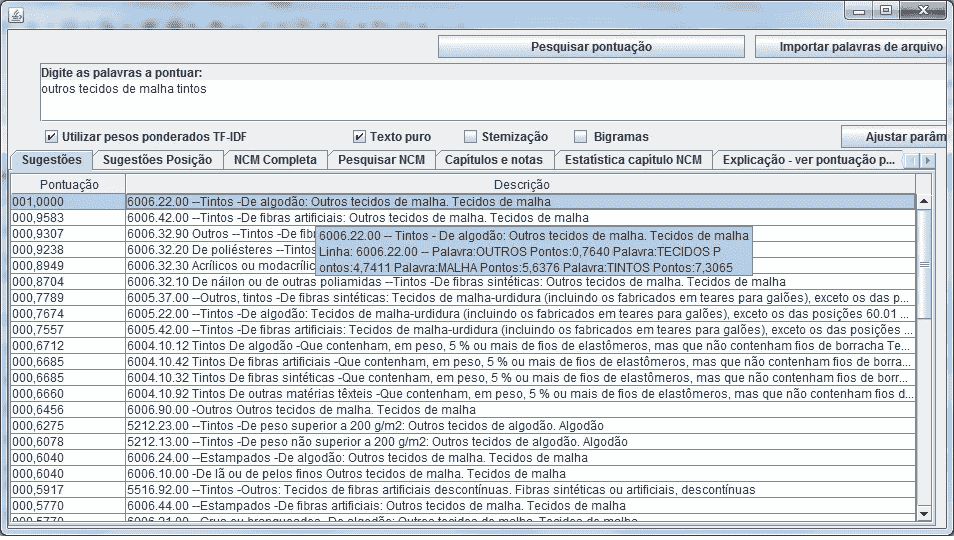 Pesquisar pontuação
Importar palavras de arquivo
Digite as palavras a pontuar:
outros tecidos de malha tintos
Utilizar pesos ponderados TF-IDF
Texto puro
Stemização
Bigramas
Ajustar parâm
Sugestões
Sugestões Posição
NCM Completa
Pesquisar NCM
Capítulos e notas
Estatística capitulo NCM
Explicação - ver pontuação p...
Pontuação Descrição
001,0000 6006.22.00 --Tintos -De algodão: Outros tecidos de malha. Tecidos de malha
000,9583 6006.42.00 --Tintos -De fibras artificiais: Outros tecidos de malha. Tecidos de malha
000,9307 6006.32.90 Outros --Tintos -De fib
000,9238 6006.32.20 De poliésteres --Tintos
000,8949 6006.32.30 Acrílicos ou modacrílic
6006.22.00 -- Tintos - De algodão: Outros tecidos de malha. Tecidos de malha
Linha: 6006.22.00 -- Palavra:OUTROS Pontos:0,7640 Palavra:TECIDOS P
ontos:4,7411 Palavra:MALHA Pontos:5,6376 Palavra:TINTOS Pontos:7,3065
000,8704 6006.32.10 De náilon ou de outras poliamidas --Tintos -De fibras sintéticas: Outros tecidos de malha. Tecidos de malha
000,7789 6005.37.00 --Outros, tintos -De fibras sintéticas: Tecidos de malha-urdidura (incluindo os fabricados em teares para galões), exceto os das p...
000,7674 6005.22.00 --Tintos -De algodão: Tecidos de malha-urdidura (incluindo os fabricados em teares para galões), exceto os das posições 60.01 ...
000,7557 6005.42.00 --Tintos -De fibras artificiais: Tecidos de malha-urdidura (incluindo os fabricados em teares para galões), exceto os das posições ...
000,6712 6004.10.12 Tintos De algodão -Que contenham, em peso, 5 % ou mais de fios de elastômeros, mas que não contenham fios de borracha Te...
000,6685 6004.10.42 Tintos De fibras artificiais -Que contenham, em peso, 5 % ou mais de fios de elastômeros, mas que não contenham fios de borra...
000,6685 6004.10.32 Tintos De fibras sintéticas -Que contenham, em peso, 5 % ou mais de fios de elastômeros, mas que não contenham fios de borr...
000,6660 6004.10.92 Tintos De outras matérias têxteis -Que contenham, em peso, 5 % ou mais de fios de elastômeros, mas que não contenham fios d...
000,6456 6006.90.00 -Outros Outros tecidos de malha. Tecidos de malha
000,6275 5212.23.00 --Tintos -De peso superior a 200 g/m2: Outros tecidos de algodão. Algodão
000,6078 5212.13.00 --Tintos -De peso não superior a 200 g/m2: Outros tecidos de algodão. Algodão
000,6040 6006.24.00 --Estampados -De algodão: Outros tecidos de malha. Tecidos de malha
000,6040 6006.10.00 -De lã ou de pelos finos Outros tecidos de malha. Tecidos de malha
000,5917 5516.92.00 --Tintos -Outros: Tecidos de fibras artificiais descontínuas. Fibras sintéticas ou artificiais, descontínuas
000,5770 6006.44.00 --Estampados -De fibras artificiais: Outros tecidos de malha. Tecidos de malha
000,5770 6006.21.00 --Crus ou branqueados -De algodão: Outros tecidos de malha. Tecidos de malha